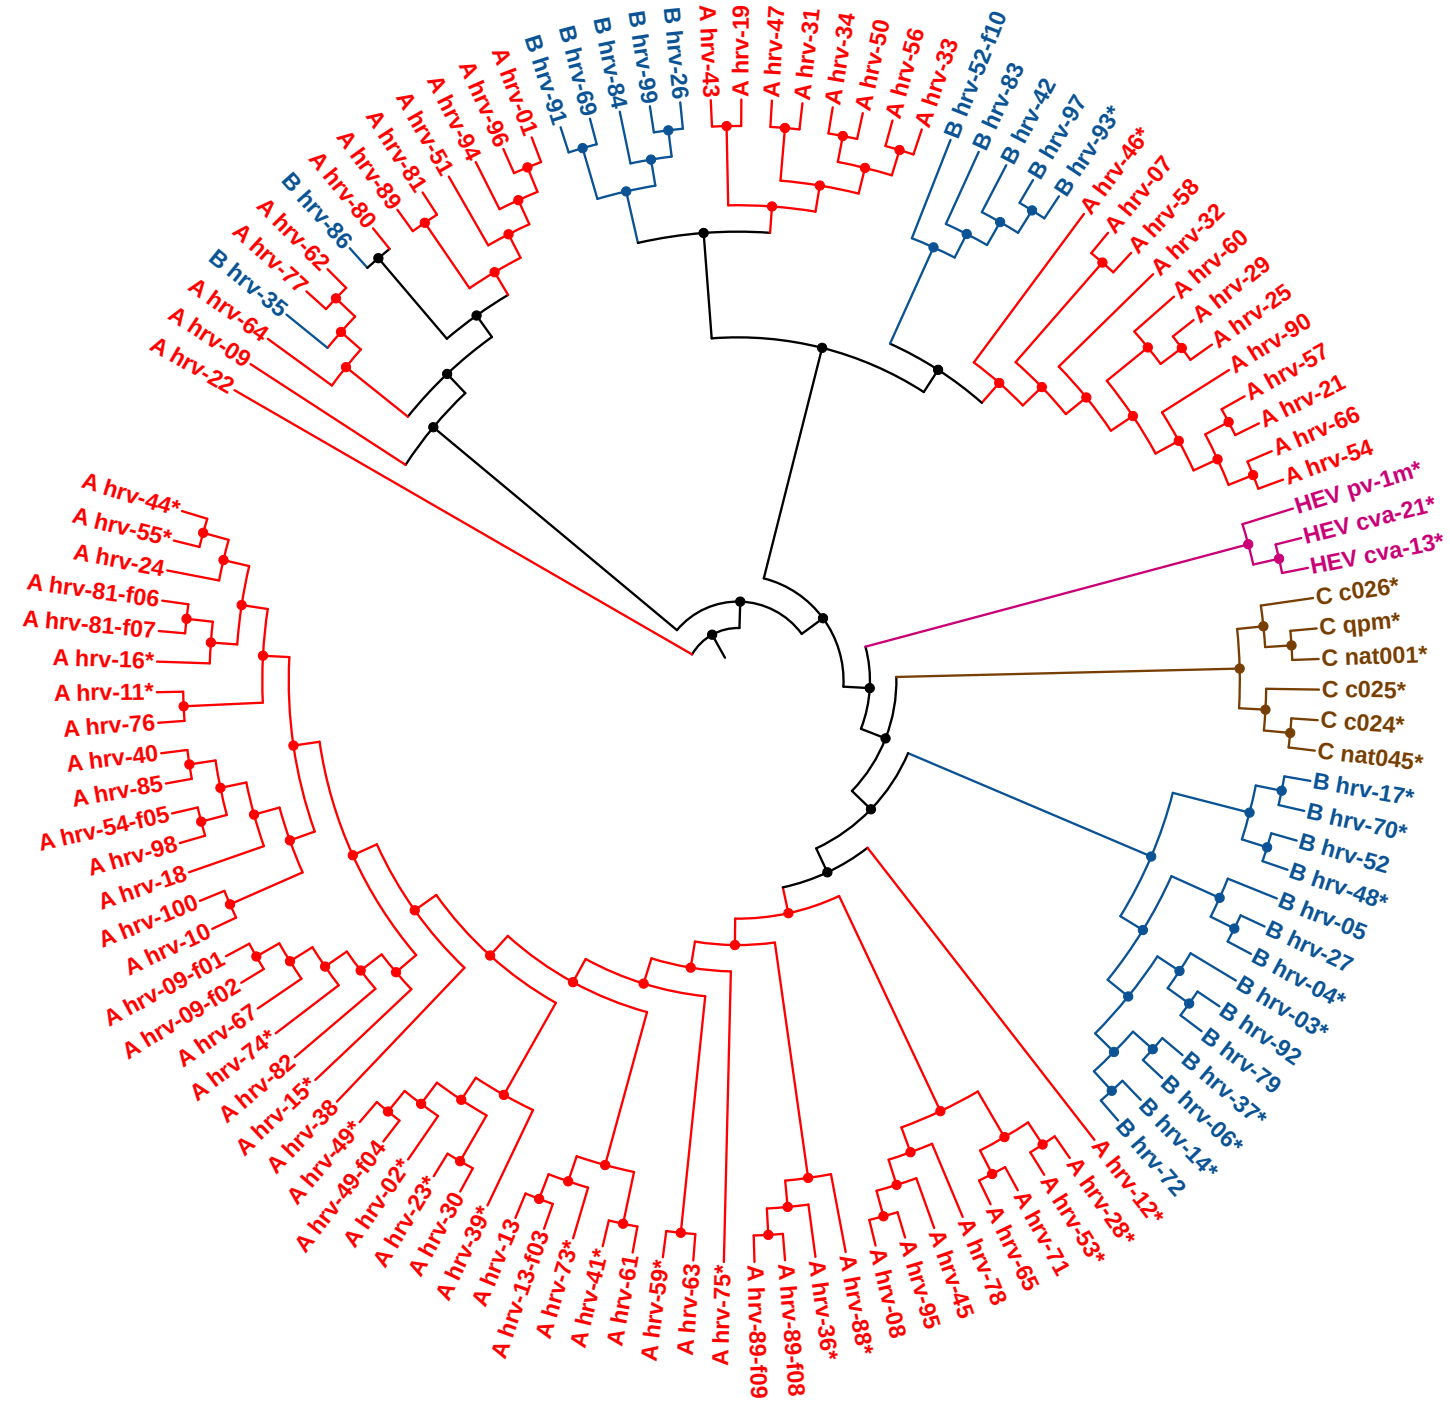 A hrv-22
A hrv-09
A hrv-64
B hrv-35
A hrv-77
A hrv-62
B hrv-86
A hrv-80
A hrv-89
A hrv-81
A hrv-51
A hrv-94
A hrv-96
A hrv-01
B hrv-91
B hrv-69
B hrv-84
B hrv-99
B hrv-26
A hrv-43
A hrv-19
A hrv-47
A hrv-31
A hrv-34
A hrv-50
A hrv-56
A hrv-33
B hrv-52-f10
B hrv-83
B hrv-42
B hrv-97
B hrv-93*
A hrv-46*
A hrv-07
A hrv-58
A hrv-32
A hrv-60
A hrv-29
A hrv-25
A hrv-90
A hrv-57
A hrv-21
A hrv-66
A hrv-54
HEV pv-1m*
HEV cva-21*
HEV cva-13*
C c026*
C qpm*
C nat001*
C c025*
C c024*
C nat045*
B hrv-17*
B hrv-70*
B hrv-52
B hrv-48*
B hrv-05
B hrv-27
B hrv-04*
B hrv-03*
B hrv-92
B hrv-79
B hrv-37*
B hrv-06*
B hrv-14*
B hrv-72
A hrv-12*
A hrv-28*
A hrv-53*
A hrv-71
A hrv-65
A hrv-78
A hrv-45
A hrv-95
A hrv-08
A hrv-88*
A hrv-36*
A hrv-89-f08
A hrv-89-f09
A hrv-75*
A hrv-63
A hrv-59*
A hrv-61
A hrv-41*
A hrv-73*
A hrv-13-f03
A hrv-13
A hrv-39*
A hrv-30
A hrv-23*
A hrv-02*
A hrv-49-f04
A hrv-49*
A hrv-38
A hrv-15*
A hrv-82
A hrv-74*
A hrv-67
A hrv-09-f02
A hrv-09-f01
A hrv-10
A hrv-100
A hrv-18
A hrv-98
A hrv-54-f05
A hrv-85
A hrv-40
A hrv-76
A hrv-11*
A hrv-16*
A hrv-81-f07
A hrv-81-f06
A hrv-24
A hrv-55*
A hrv-44*